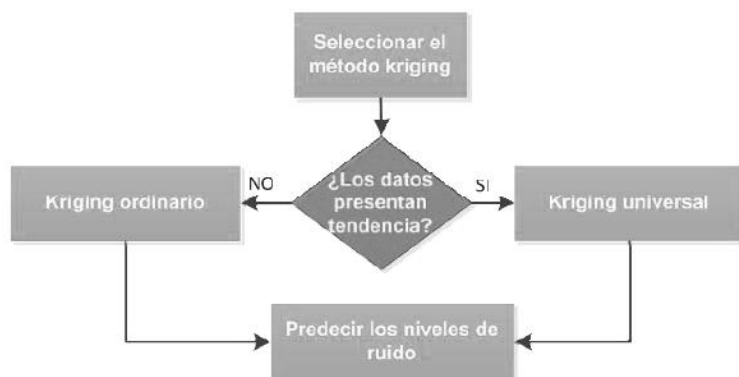 Seleccionar el
método kriging
¿Los datos
presentan
tendencia?
NO
SI
Kriging ordinario
Kriging universal
Predecir los niveles de
ruido